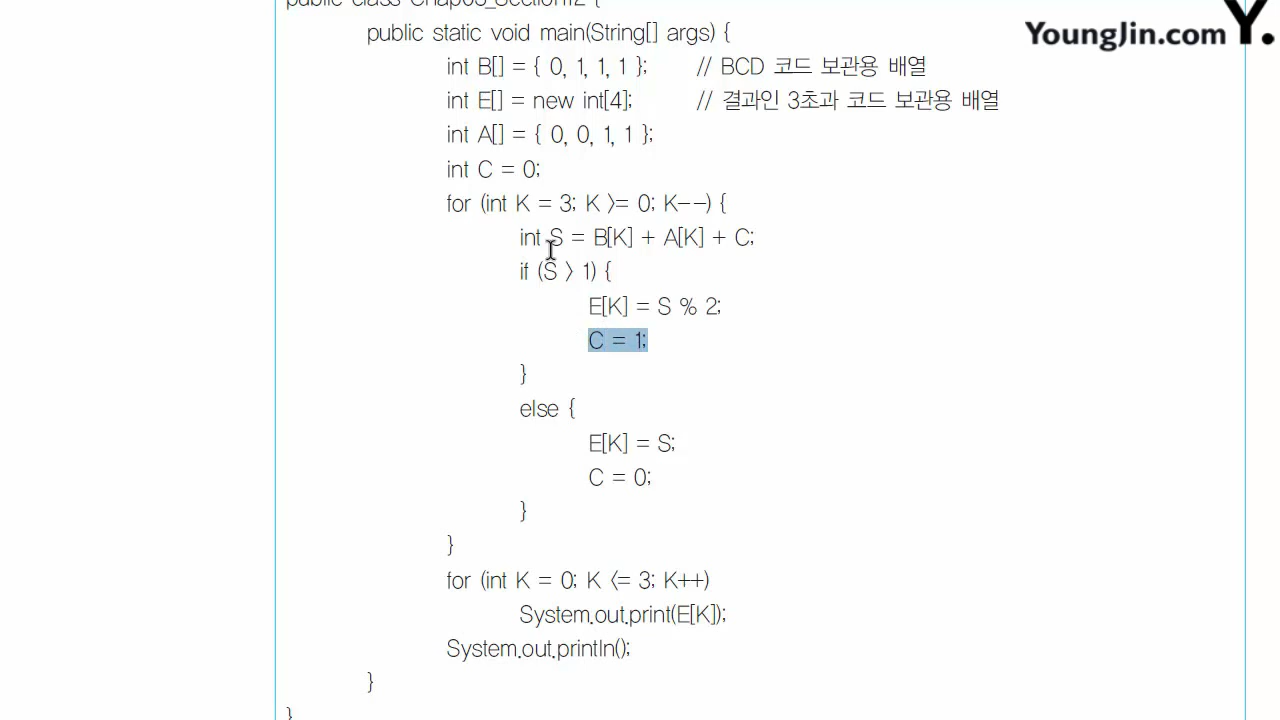 public class Chap03_Section12 {
YoungJin.com Y.
public static void main(String[] args) {
int B[] = { 0, 1, 1, 1 }; // BCD 코드 보관용 배열
int E[] = new int[4]; // 결과인 3초과 코드 보관용 배열
int A[] = { 0, 0, 1, 1 };
int C = 0;
for (int K = 3; K >= 0; K--) {
int S = B[K] + A[K] + C;
if (S > 1) {
E[K] = S % 2;
C = 1;
}
else {
E[K] = S;
C = 0;
}
}
for (int K = 0; K <= 3; K++)
System.out.print(E[K]);
System.out.println();
}
}